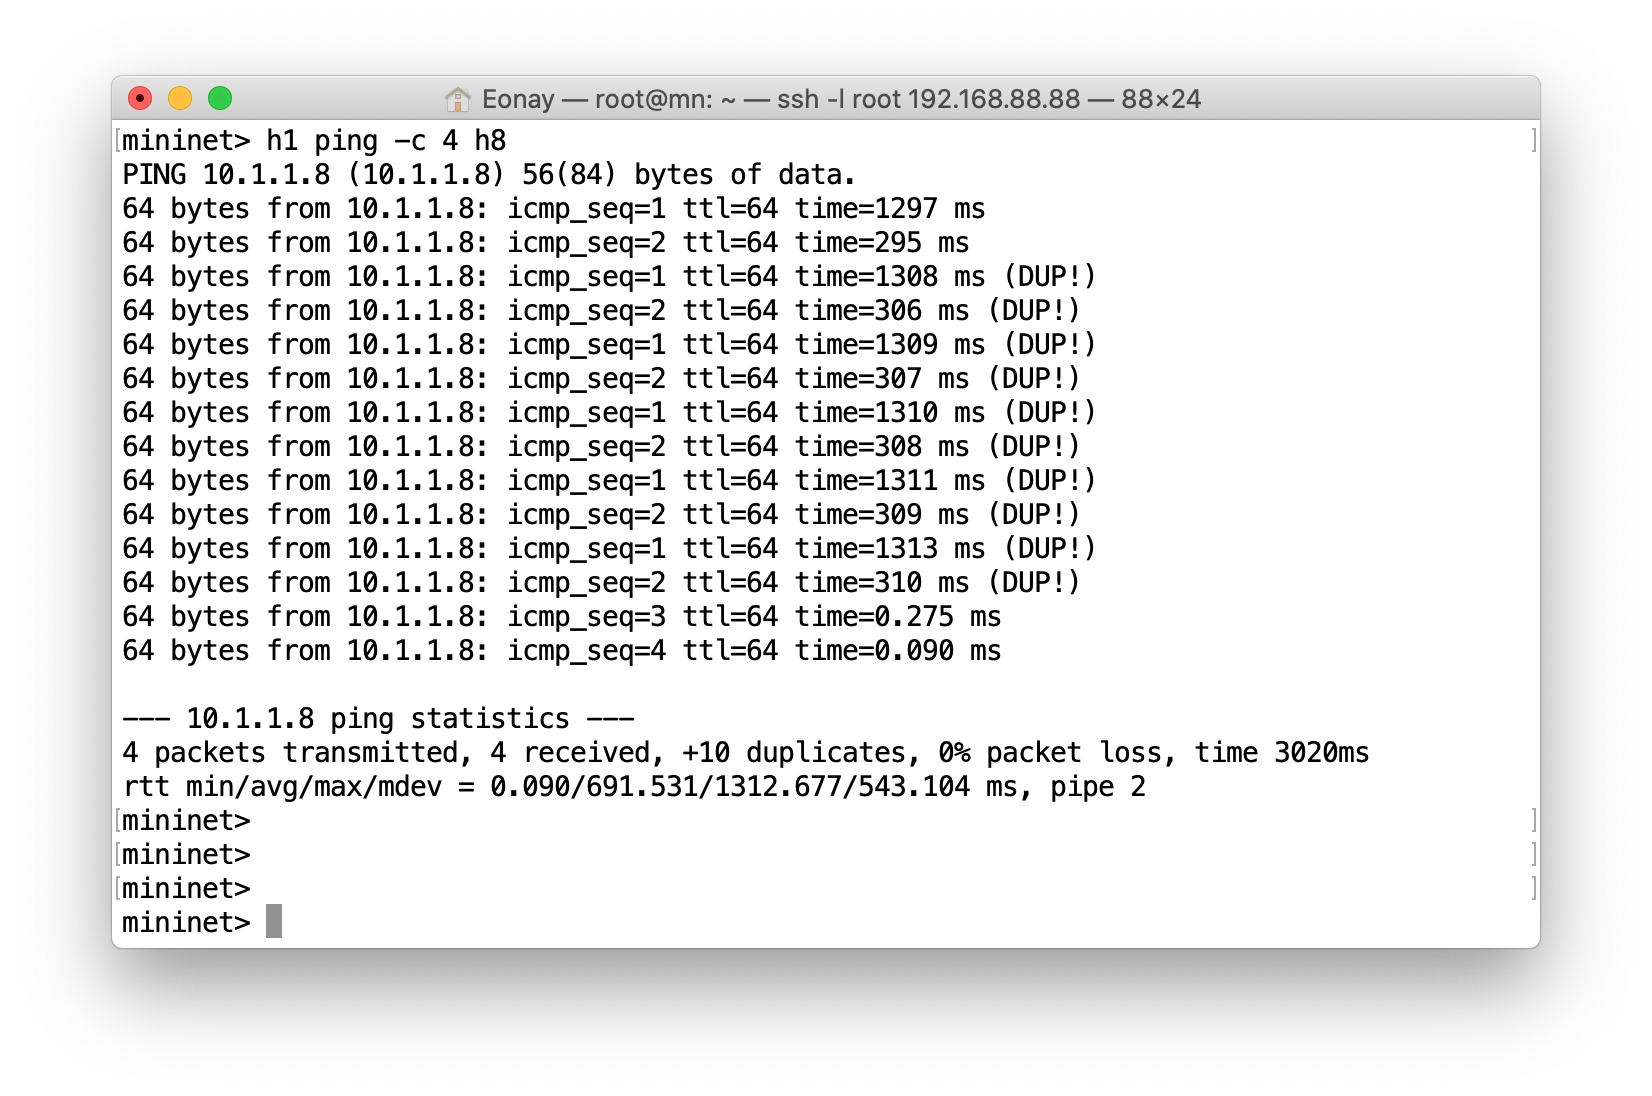 Eonay — root@mn: ~ — ssh -l root 192.168.88.88 — 88×24
[mininet> h1 ping -c 4 h8 ]
PING 10.1.1.8 (10.1.1.8) 56(84) bytes of data.
64 bytes from 10.1.1.8: icmp_seq=1 ttl=64 time=1297 ms
64 bytes from 10.1.1.8: icmp_seq=2 ttl=64 time=295 ms
64 bytes from 10.1.1.8: icmp_seq=1 ttl=64 time=1308 ms (DUP!)
64 bytes from 10.1.1.8: icmp_seq=2 ttl=64 time=306 ms (DUP!)
64 bytes from 10.1.1.8: icmp_seq=1 ttl=64 time=1309 ms (DUP!)
64 bytes from 10.1.1.8: icmp_seq=2 ttl=64 time=307 ms (DUP!)
64 bytes from 10.1.1.8: icmp_seq=1 ttl=64 time=1310 ms (DUP!)
64 bytes from 10.1.1.8: icmp_seq=2 ttl=64 time=308 ms (DUP!)
64 bytes from 10.1.1.8: icmp_seq=1 ttl=64 time=1311 ms (DUP!)
64 bytes from 10.1.1.8: icmp_seq=2 ttl=64 time=309 ms (DUP!)
64 bytes from 10.1.1.8: icmp_seq=1 ttl=64 time=1313 ms (DUP!)
64 bytes from 10.1.1.8: icmp_seq=2 ttl=64 time=310 ms (DUP!)
64 bytes from 10.1.1.8: icmp_seq=3 ttl=64 time=0.275 ms
64 bytes from 10.1.1.8: icmp_seq=4 ttl=64 time=0.090 ms
--- 10.1.1.8 ping statistics ---
4 packets transmitted, 4 received, +10 duplicates, 0% packet loss, time 3020ms
rtt min/avg/max/mdev = 0.090/691.531/1312.677/543.104 ms, pipe 2
[mininet> ]
[mininet> ]
[mininet> ]
mininet>